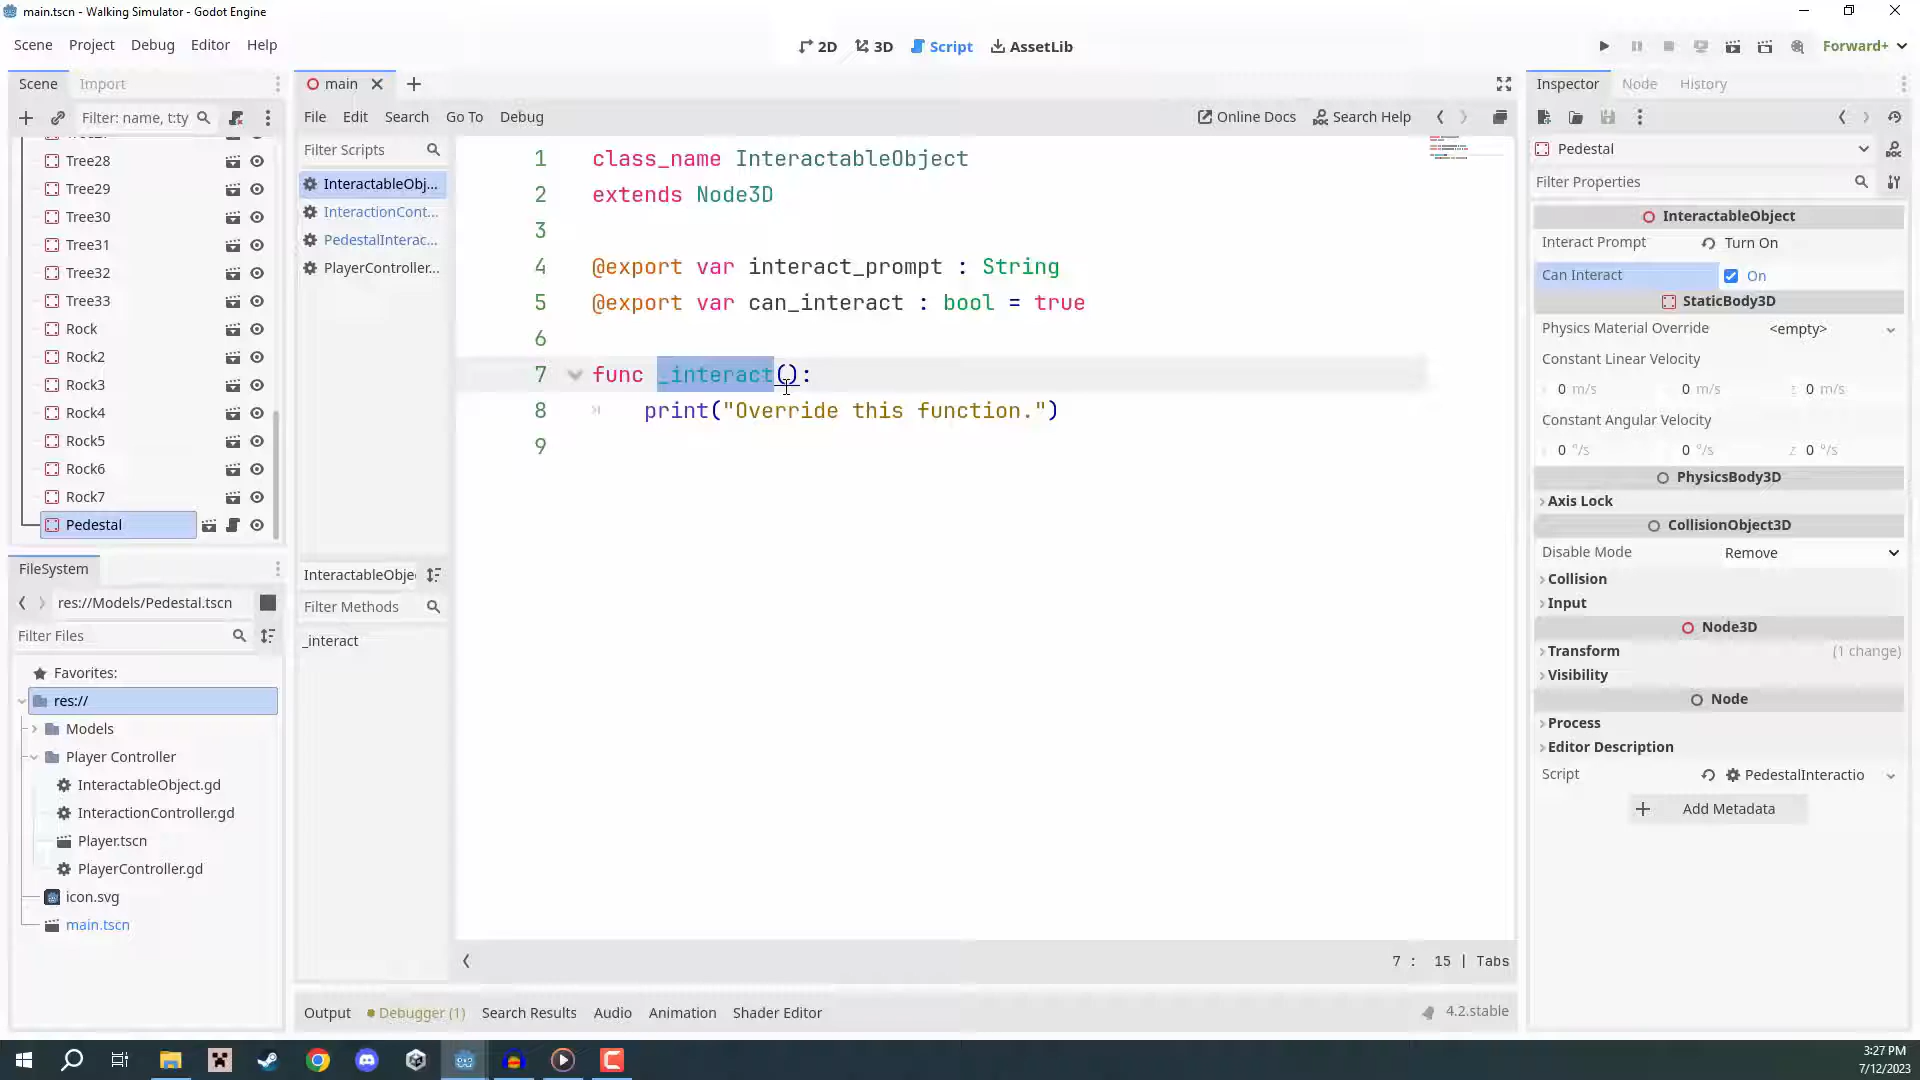 main.tscn - Walking Simulator - Godot Engine
Scene Project Debug Editor Help
2D 3D Script AssetLib
Forward+
Scene Import
Filter: name, t:ty
Tree28
Tree29
Tree30
Tree31
Tree32
Tree33
Rock
Rock2
Rock3
Rock4
Rock5
Rock6
Rock7
Pedestal
FileSystem
res://Models/Pedestal.tscn
Filter Files
Favorites:
res://
Models
Player Controller
InteractableObject.gd
InteractionController.gd
Player.tscn
PlayerController.gd
icon.svg
main.tscn
main
File Edit Search Go To Debug
Online Docs Search Help
Filter Scripts
InteractableObj...
InteractionCont...
PedestalInterac...
PlayerController...
InteractableObje
Filter Methods
_interact
1 class_name InteractableObject
2 extends Node3D
3
4 @export var interact_prompt : String
5 @export var can_interact : bool = true
6
7 func _interact():
8 print("Override this function.")
9
7 : 15 | Tabs
Output Debugger (1) Search Results Audio Animation Shader Editor
4.2.stable
Inspector Node History
Pedestal
Filter Properties
InteractableObject
Interact Prompt Turn On
Can Interact On
StaticBody3D
Physics Material Override <empty>
Constant Linear Velocity
0 m/s 0 m/s 0 m/s
Constant Angular Velocity
0 °/s 0 °/s z 0 °/s
PhysicsBody3D
Axis Lock
CollisionObject3D
Disable Mode Remove
Collision
Input
Node3D
Transform (1 change)
Visibility
Node
Process
Editor Description
Script PedestalInteractio
Add Metadata
3:27 PM
7/12/2023